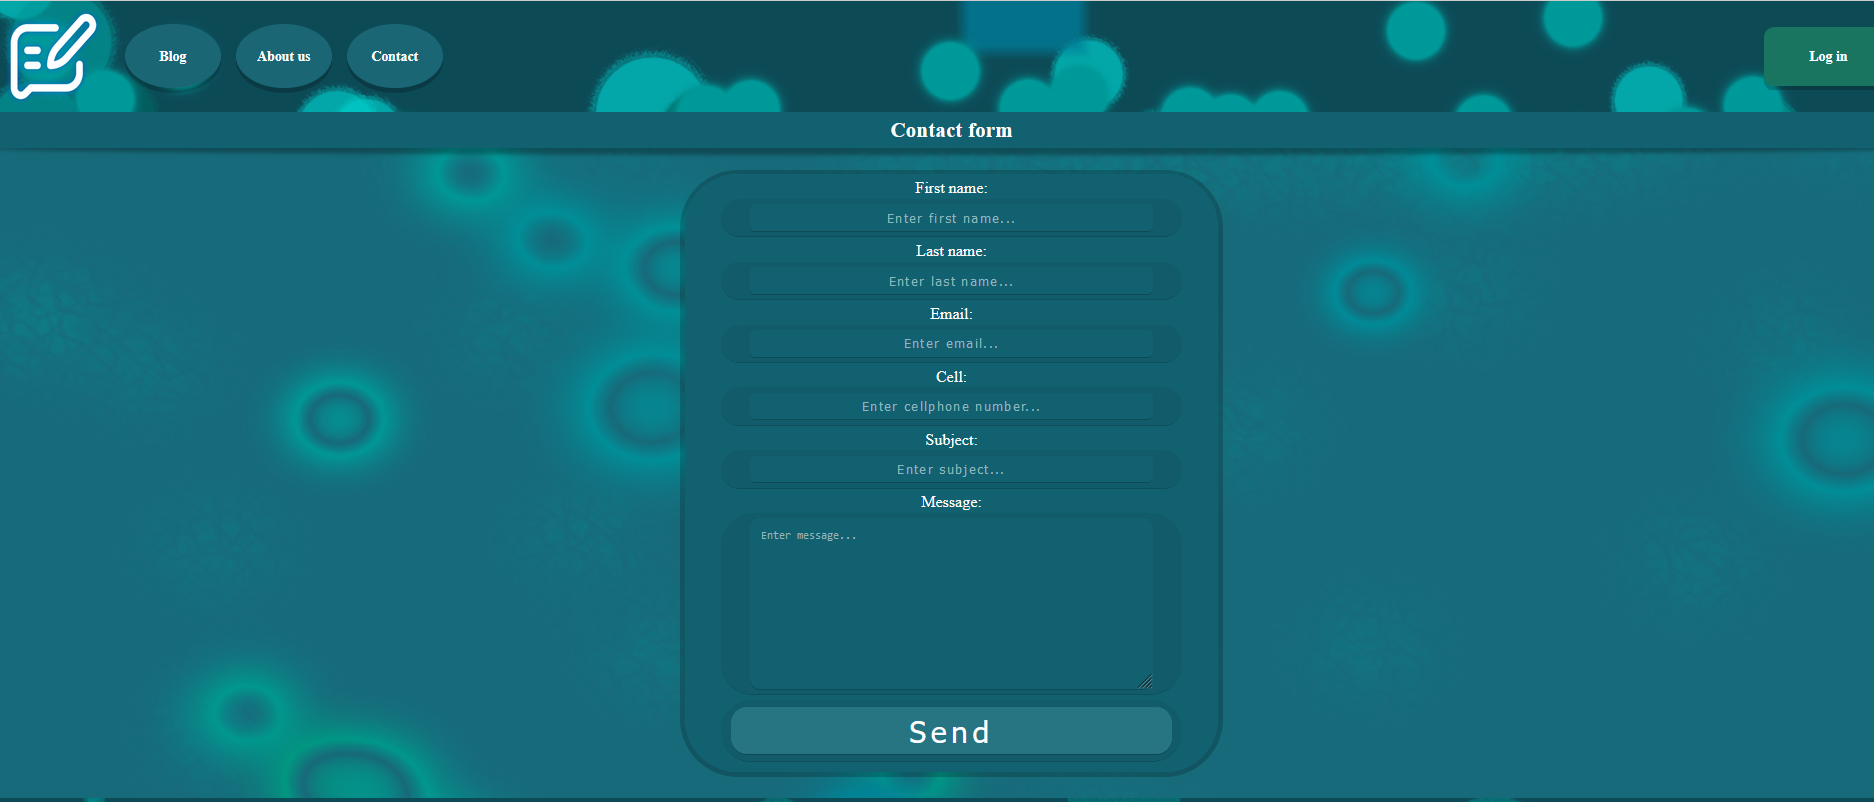 Blog
About us
Contact
Log in
Contact form
First name:
Enter first name...
Last name:
Enter last name...
Email:
Enter email...
Cell:
Enter cellphone number...
Subject:
Enter subject...
Message:
Enter message...
Send